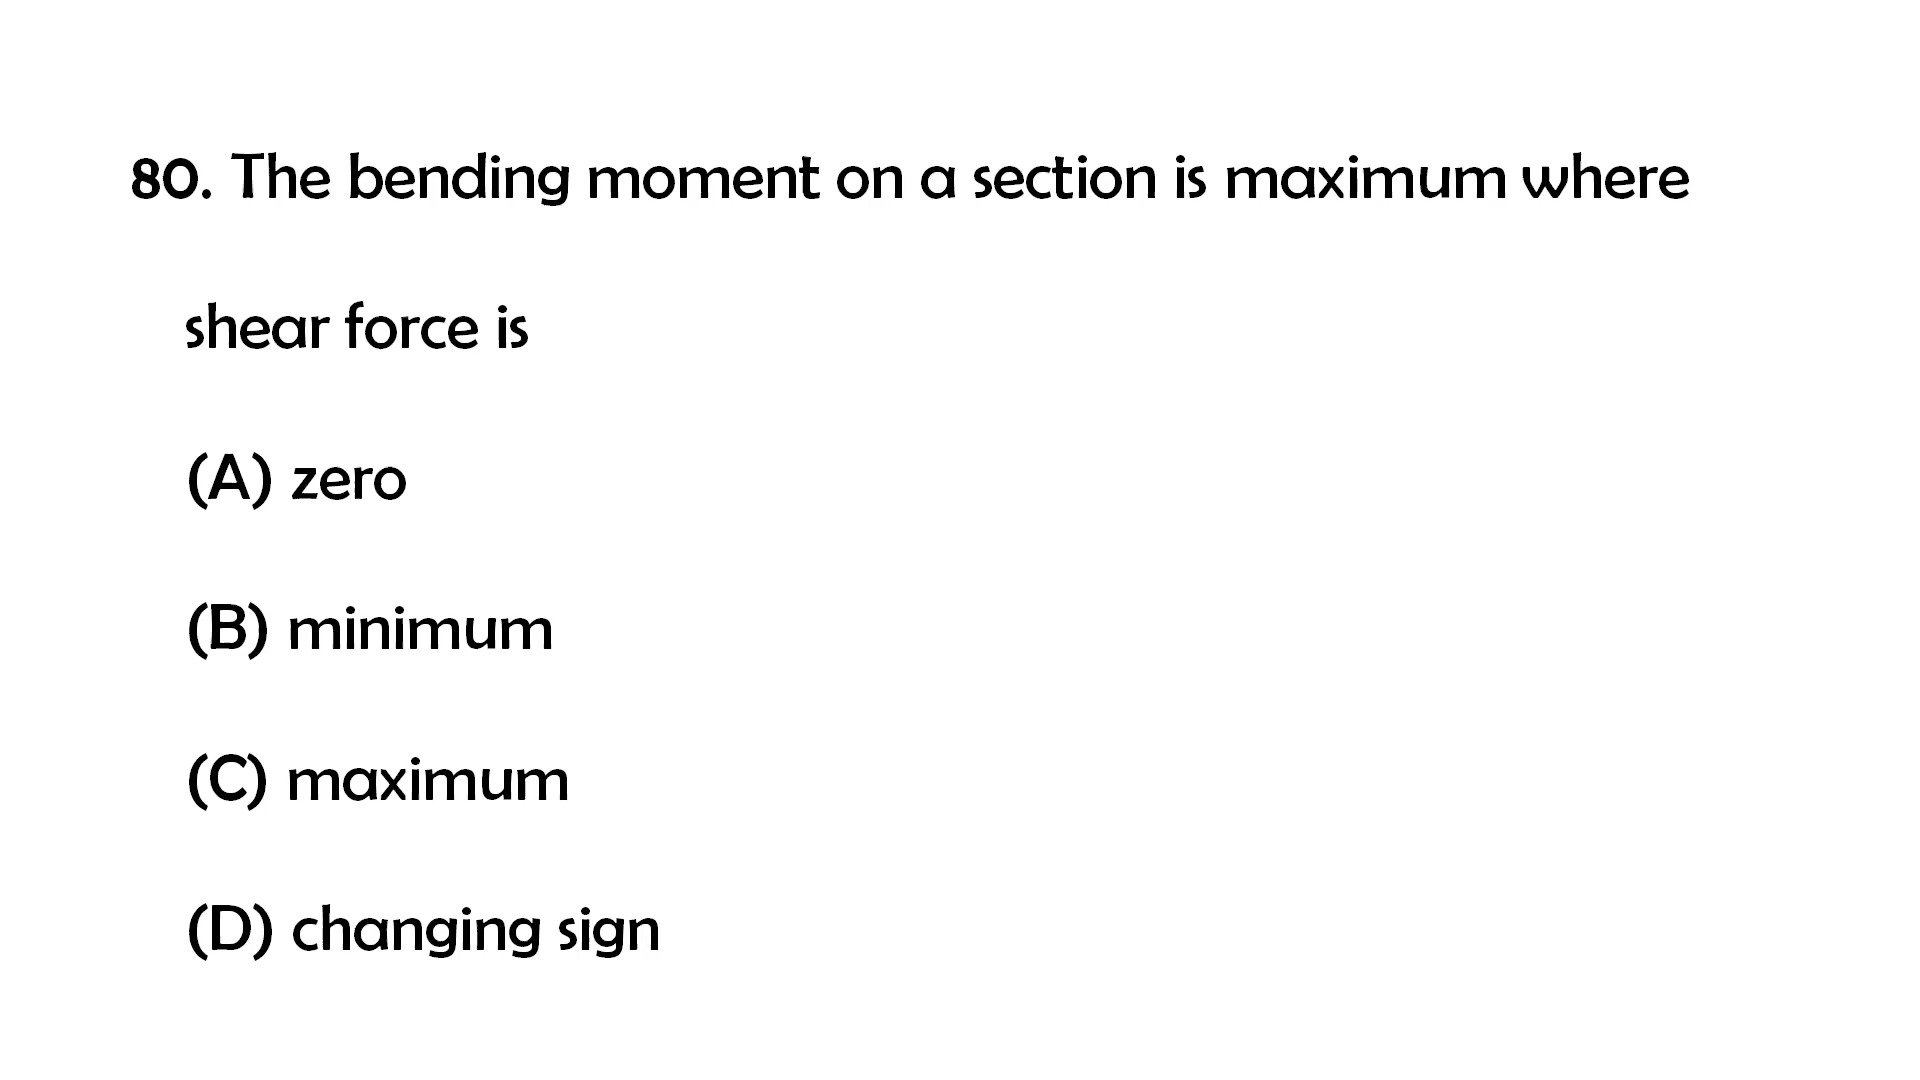 80. The bending moment on a section is maximum where
shear force is
(A) zero
(B) minimum
(C) maximum
(D) changing sign